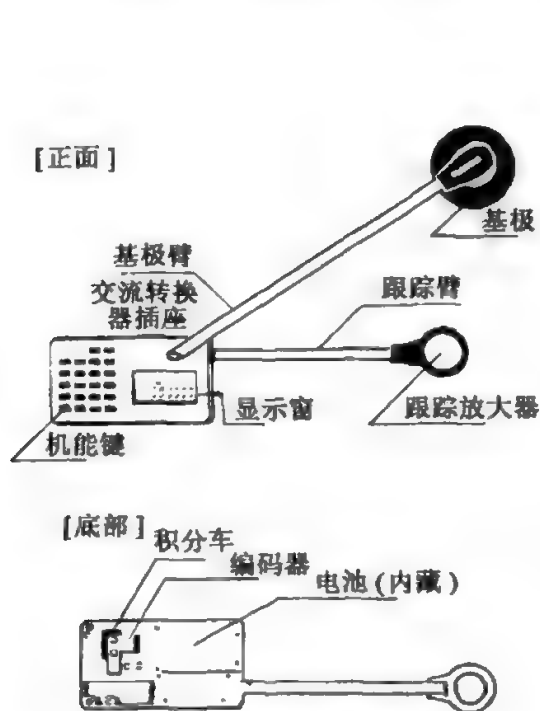 [正面]
基极
基极臂
交流转换
器插座
跟踪臂
显示窗
跟踪放大器
机能键
[底部]
积分车
编码器
电池(内藏)